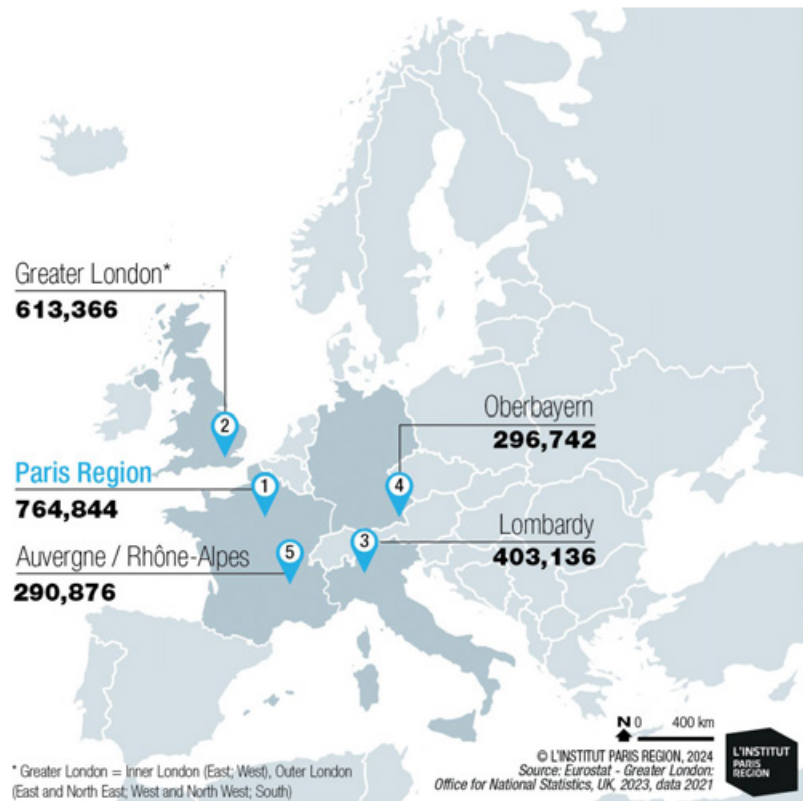 Greater London*
613,366
2
Oberbayern
296,742
Paris Region
764,844
1
4
Auvergne / Rhône-Alpes
290,876
5
3
Lombardy
403,136
N 0 400 km
© L'INSTITUT PARIS REGION, 2024
Source: Eurostat - Greater London:
Office for National Statistics, UK, 2023, data 2021
L'INSTITUT
PARIS
REGION
* Greater London = Inner London (East; West), Outer London
(East and North East; West and North West; South)